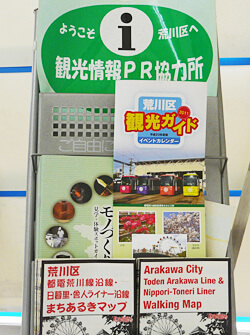 ようこそ
i
荒川区へ
観光情報PR協力所
荒川区
観光ガイド
2011
イベントカレンダー
ご自由に
モノづくり
荒川区
都電荒川線沿線・
日暮里・舎人ライナー沿線
まちあるきマップ
Arakawa City
Toden Arakawa Line &
Nippori-Toneri Liner
Walking Map